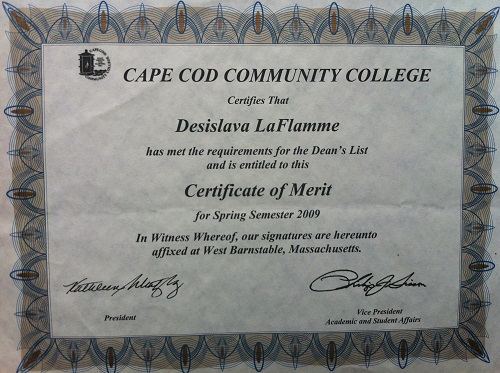 CAPE COD COMMUNITY COLLEGE
Certifies That
Desislava LaFlamme
has met the requirements for the Dean's List
and is entitled to this
Certificate of Merit
for Spring Semester 2009
In Witness Whereof, our signatures are hereunto
affixed at West Barnstable, Massachusetts.
President
Vice President
Academic and Student Affairs